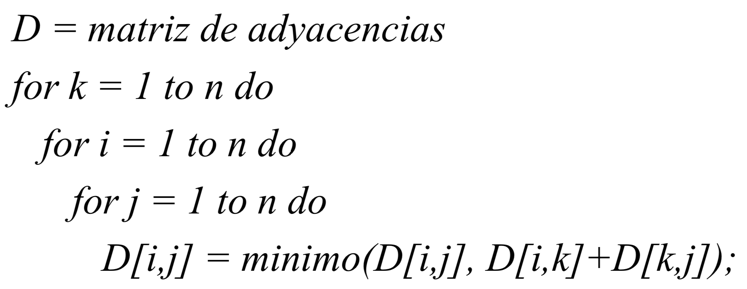 D = matriz de adyacencias
for k = 1 to n do
for i = 1 to n do
for j = 1 to n do
D[i,j] = minimo(D[i,j], D[i,k]+D[k,j]);